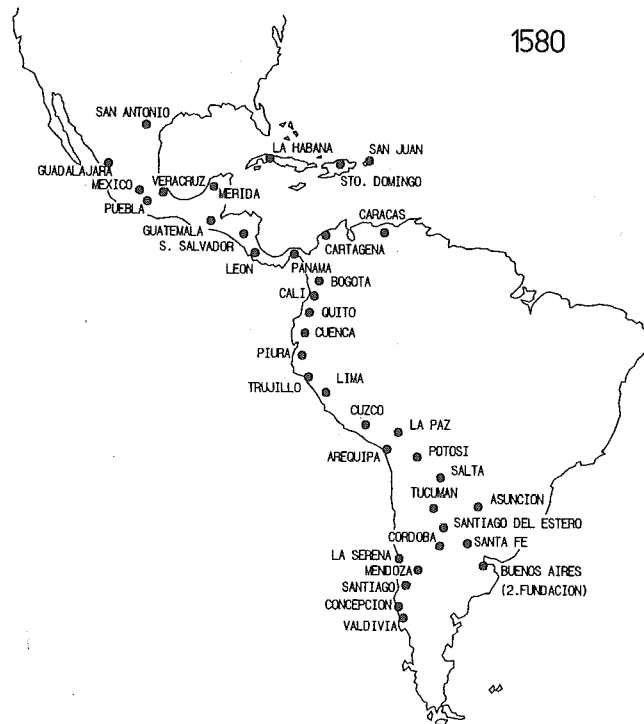 1580
SAN ANTONIO
LA HABANA
SAN JUAN
GUADALAJARA
MEXICO
VERACRUZ
MERIDA
STO. DOMINGO
PUEBLA
CARACAS
GUATEMALA
S. SALVADOR
CARTAGENA
LEON
PANAMA
BOGOTA
CALI
QUITO
CUENCA
PIURA
TRUJILLO
LIMA
CUZCO
LA PAZ
AREQUIPA
POTOSI
SALTA
TUCUMAN
ASUNCION
SANTIAGO DEL ESTERO
CORDOBA
SANTA FE
LA SERENA
MENDOZA
BUENOS AIRES
(2.FUNDACION)
SANTIAGO
CONCEPCION
VALDIVIA